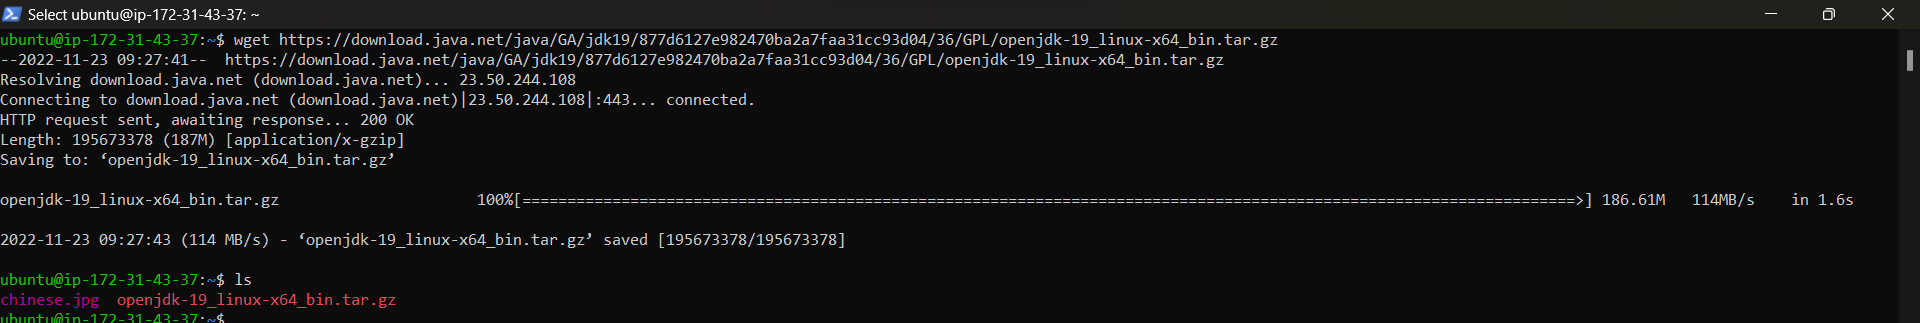 Select ubuntu@ip-172-31-43-37: ~
ubuntu@ip-172-31-43-37:~$ wget https://download.java.net/java/GA/jdk19/877d6127e982470ba2a7faa31cc93d04/36/GPL/openjdk-19_linux-x64_bin.tar.gz
--2022-11-23 09:27:41--  https://download.java.net/java/GA/jdk19/877d6127e982470ba2a7faa31cc93d04/36/GPL/openjdk-19_linux-x64_bin.tar.gz
Resolving download.java.net (download.java.net)... 23.50.244.108
Connecting to download.java.net (download.java.net)|23.50.244.108|:443... connected.
HTTP request sent, awaiting response... 200 OK
Length: 195673378 (187M) [application/x-gzip]
Saving to: ‘openjdk-19_linux-x64_bin.tar.gz’
openjdk-19_linux-x64_bin.tar.gz 100%[=====================================================================================================================>] 186.61M 114MB/s in 1.6s
2022-11-23 09:27:43 (114 MB/s) - ‘openjdk-19_linux-x64_bin.tar.gz’ saved [195673378/195673378]
ubuntu@ip-172-31-43-37:~$ ls
chinese.jpg  openjdk-19_linux-x64_bin.tar.gz
ubuntu@ip-172-31-43-37:~$